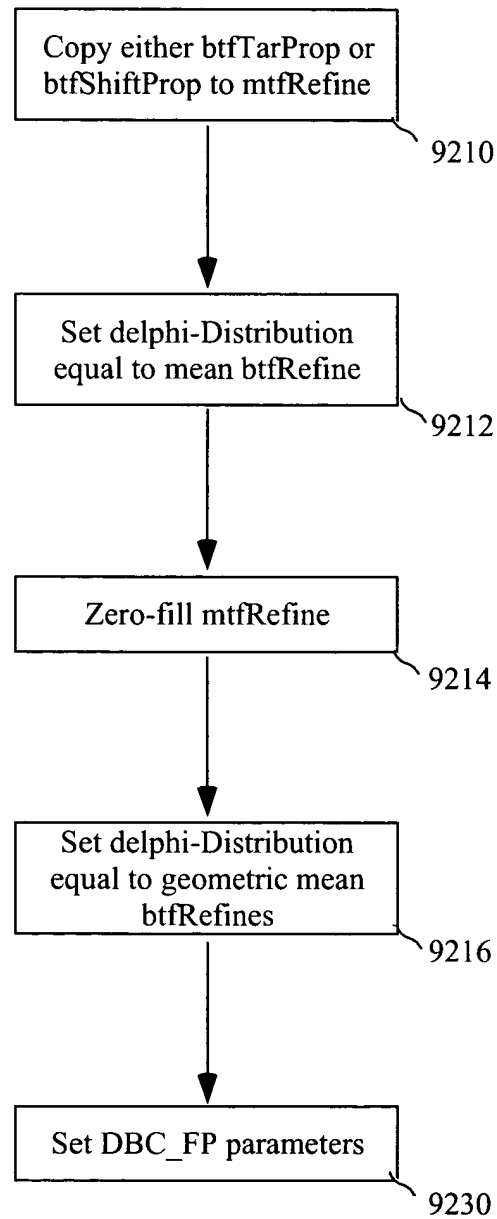 Copy either btfTarProp or
btfShiftProp to mtfRefine
9210
Set delphi-Distribution
equal to mean btfRefine
9212
Zero-fill mtfRefine
9214
Set delphi-Distribution
equal to geometric mean
btfRefines
9216
Set DBC_FP parameters
9230